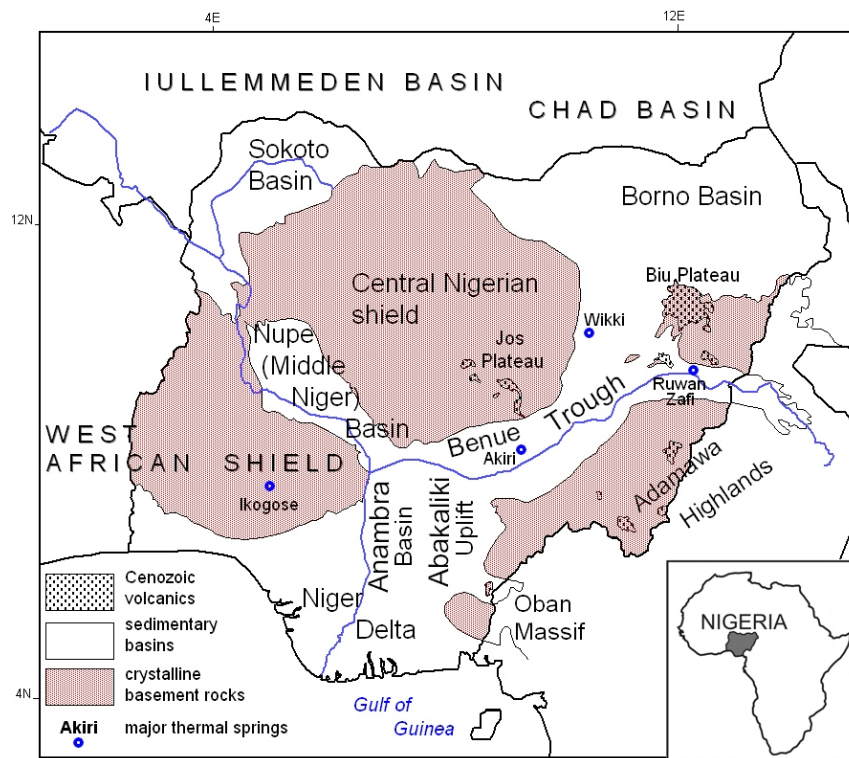 4E
12E
IULLEMMEDEN BASIN
CHAD BASIN
Sokoto
Basin
Borno Basin
12N
Biu Plateau
Central Nigerian
shield
Wikki
Nupe
(Middle
Niger)
Basin
Jos
Plateau
Ruwan
Zafi
Benue Trough
Akiri
WEST
AFRICAN SHIELD
Ikogose
Adamawa
Highlands
Anambra
Basin
Abakaliki
Uplift
Niger
Delta
Oban
Massif
Cenozoic
volcanics
sedimentary
basins
crystalline
basement rocks
4N
Akiri major thermal springs
Gulf of
Guinea
NIGERIA